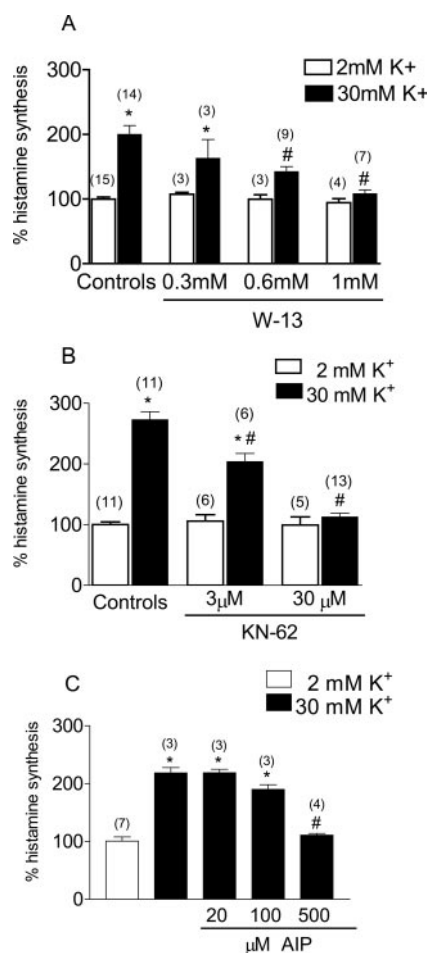 A
2mM K+
30mM K+
% histamine synthesis
300
200
100
0
(15)
(14)
*
(3)
(3)
*
(3)
(9)
#
(4)
(7)
#
Controls 0.3mM 0.6mM 1mM
W-13
B
2 mM K⁺
30 mM K⁺
% histamine synthesis
300
200
100
0
(11)
(11)
*
(6)
(6)
* #
(5)
(13)
#
Controls 3μM 30 μM
KN-62
C
2 mM K⁺
30 mM K⁺
% histamine synthesis
300
200
100
0
(7)
(3)
*
(3)
*
(3)
*
(4)
#
20 100 500
μM AIP